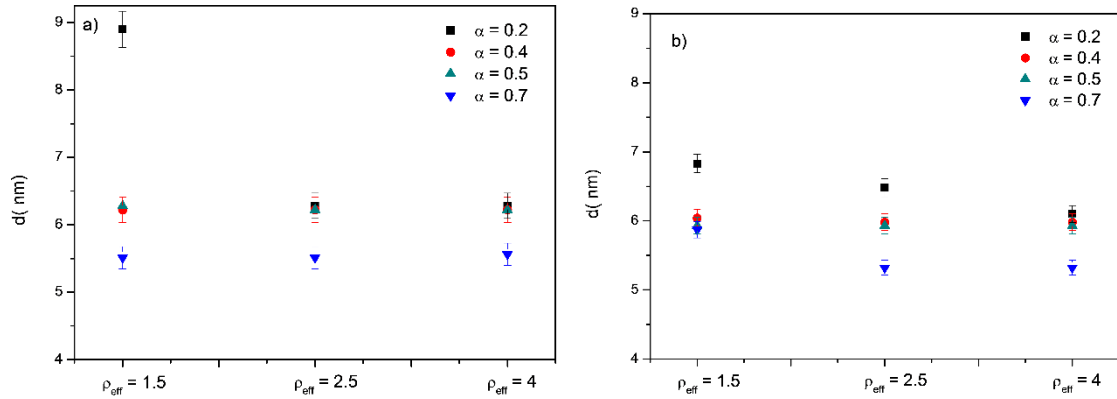 a)
α = 0.2
α = 0.4
α = 0.5
α = 0.7
9
8
7
6
5
4
d( nm)
ρeff = 1.5
ρeff = 2.5
ρeff = 4
b)
α = 0.2
α = 0.4
α = 0.5
α = 0.7
9
8
7
6
5
4
d( nm)
ρeff = 1.5
ρeff = 2.5
ρeff = 4